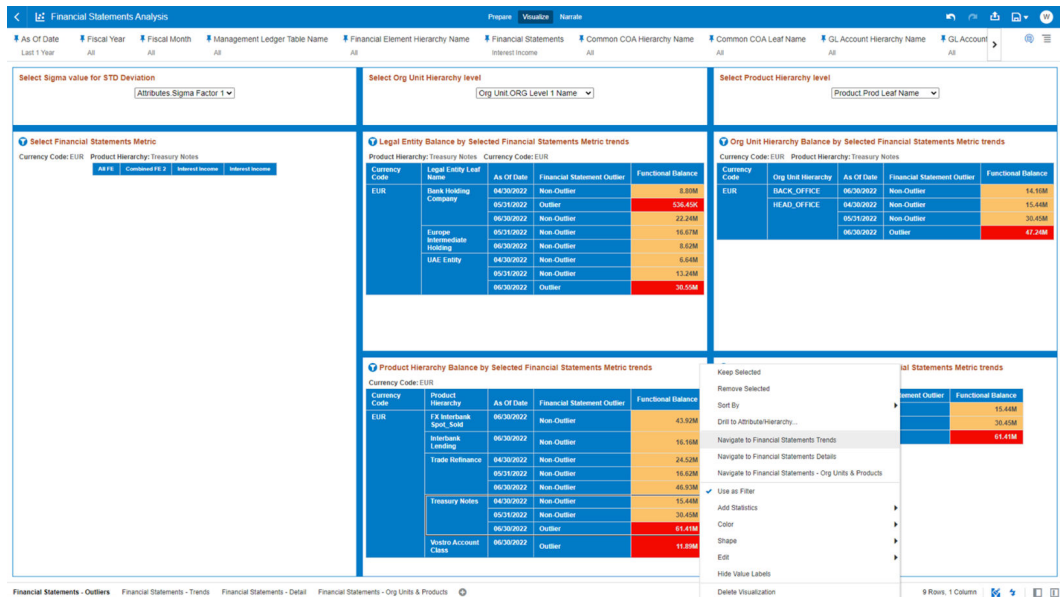 Financial Statements Analysis
Prepare Visualize Narrate
W
As Of Date Fiscal Year Fiscal Month Management Ledger Table Name Financial Element Hierarchy Name Financial Statements Common COA Hierarchy Name Common COA Leaf Name GL Account Hierarchy Name GL Account
Last 1 Year All All All All Interest Income All All All All
Select Sigma value for STD Deviation
Attributes.Sigma Factor 1
Select Org Unit Hierarchy level
Org Unit.ORG Level 1 Name
Select Product Hierarchy level
Product.Prod Leaf Name
Select Financial Statements Metric
Currency Code: EUR Product Hierarchy: Treasury Notes
All FE Combined FE 2 Interest Income Interest Income
Legal Entity Balance by Selected Financial Statements Metric trends
Product Hierarchy: Treasury Notes Currency Code: EUR
Currency Code Legal Entity Leaf Name As Of Date Financial Statement Outlier Functional Balance
EUR Bank Holding Company 04/30/2022 Non-Outlier 8.80M
05/31/2022 Outlier 536.45K
06/30/2022 Non-Outlier 22.24M
Europe Intermediate Holding 05/31/2022 Non-Outlier 16.67M
06/30/2022 Non-Outlier 8.62M
UAE Entity 04/30/2022 Non-Outlier 6.64M
05/31/2022 Non-Outlier 13.24M
06/30/2022 Outlier 30.55M
Org Unit Hierarchy Balance by Selected Financial Statements Metric trends
Currency Code: EUR Product Hierarchy: Treasury Notes
Currency Code Org Unit Hierarchy As Of Date Financial Statement Outlier Functional Balance
EUR BACK_OFFICE 06/30/2022 Non-Outlier 14.16M
HEAD_OFFICE 04/30/2022 Non-Outlier 15.44M
05/31/2022 Non-Outlier 30.45M
06/30/2022 Outlier 47.24M
Product Hierarchy Balance by Selected Financial Statements Metric trends
Currency Code: EUR
Currency Code Product Hierarchy As Of Date Financial Statement Outlier Functional Balance
EUR FX Interbank Spot_Sold 06/30/2022 Non-Outlier 43.92M
Interbank Lending 06/30/2022 Non-Outlier 16.16M
Trade Refinance 04/30/2022 Non-Outlier 24.52M
05/31/2022 Non-Outlier 16.62M
06/30/2022 Non-Outlier 46.93M
Treasury Notes 04/30/2022 Non-Outlier 15.44M
05/31/2022 Non-Outlier 30.45M
06/30/2022 Outlier 61.41M
Vostro Account Class 06/30/2022 Outlier 11.89M
Keep Selected
Remove Selected
Sort By
Drill to Attribute/Hierarchy...
Navigate to Financial Statements Trends
Navigate to Financial Statements Details
Navigate to Financial Statements - Org Units & Products
Use as Filter
Add Statistics
Color
Shape
Edit
Hide Value Labels
Delete Visualization
Statements Metric trends
Outlier Functional Balance
15.44M
30.45M
61.41M
Financial Statements - Outliers Financial Statements - Trends Financial Statements - Detail Financial Statements - Org Units & Products
9 Rows, 1 Column